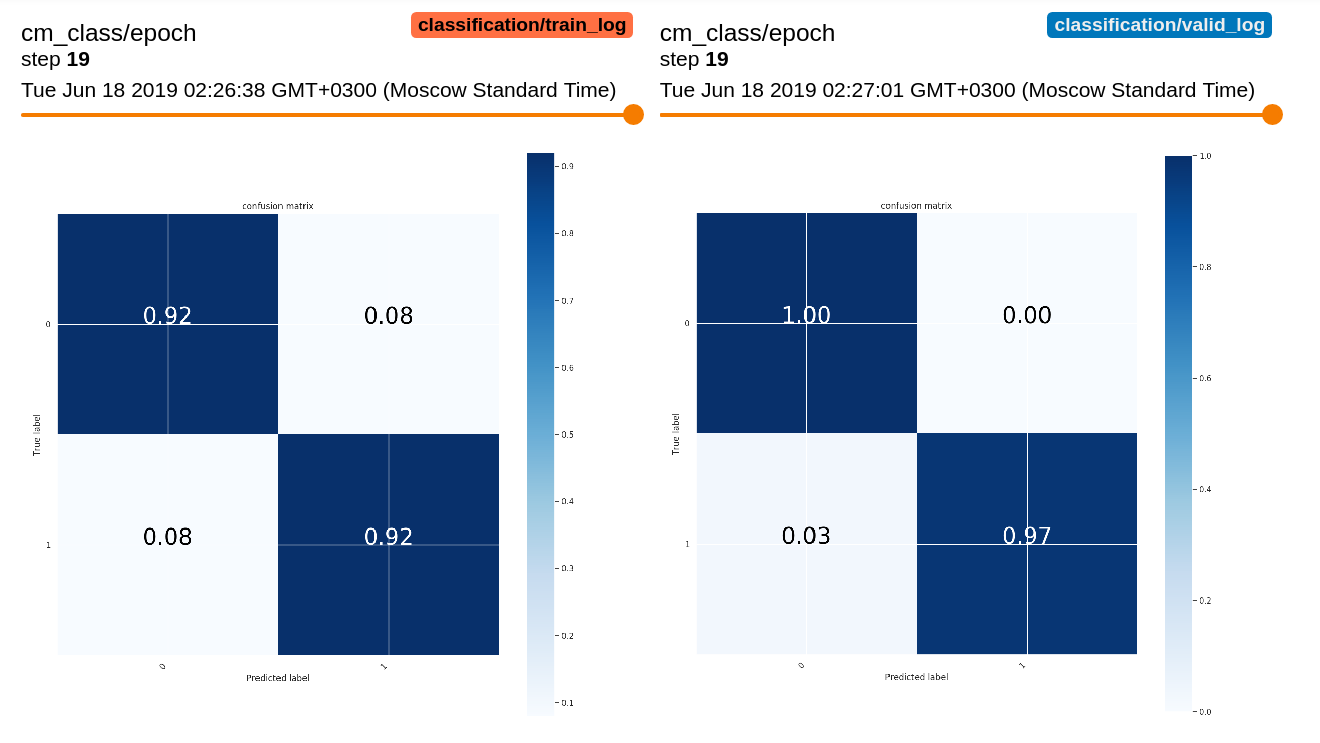 cm_class/epoch
classification/train_log
step 19
Tue Jun 18 2019 02:26:38 GMT+0300 (Moscow Standard Time)
confusion matrix
0.92 0.08
0.08 0.92
0
1
True label
0 1
Predicted label
0.9
0.8
0.7
0.6
0.5
0.4
0.3
0.2
0.1
cm_class/epoch
classification/valid_log
step 19
Tue Jun 18 2019 02:27:01 GMT+0300 (Moscow Standard Time)
confusion matrix
1.00 0.00
0.03 0.97
0
1
True label
0 1
Predicted label
1.0
0.8
0.6
0.4
0.2
0.0